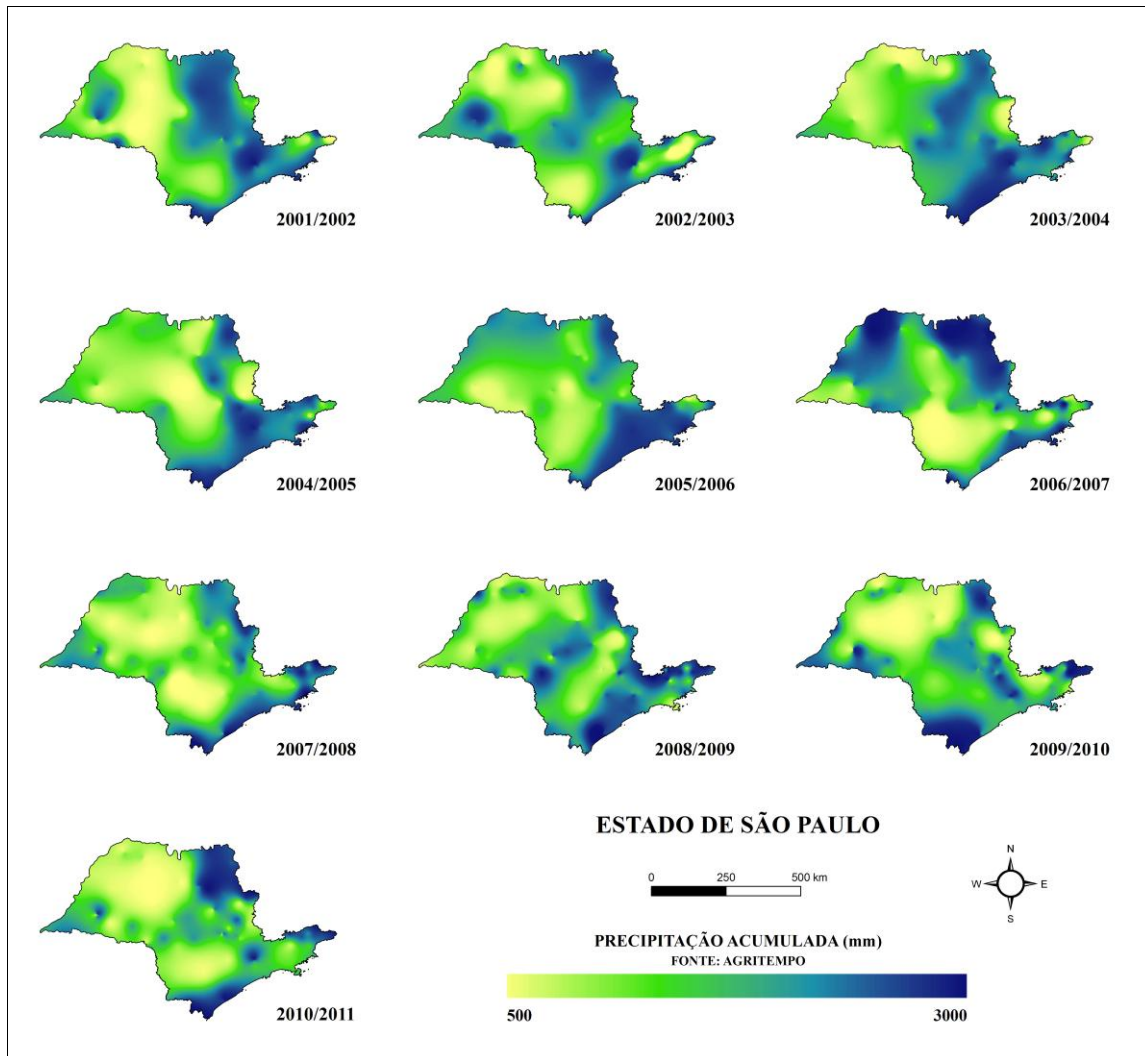 2001/2002
2002/2003
2003/2004
2004/2005
2005/2006
2006/2007
2007/2008
2008/2009
2009/2010
2010/2011
ESTADO DE SÃO PAULO
0 250 500 km
N
W E
S
PRECIPITAÇÃO ACUMULADA (mm)
FONTE: AGRITEMPO
500 3000